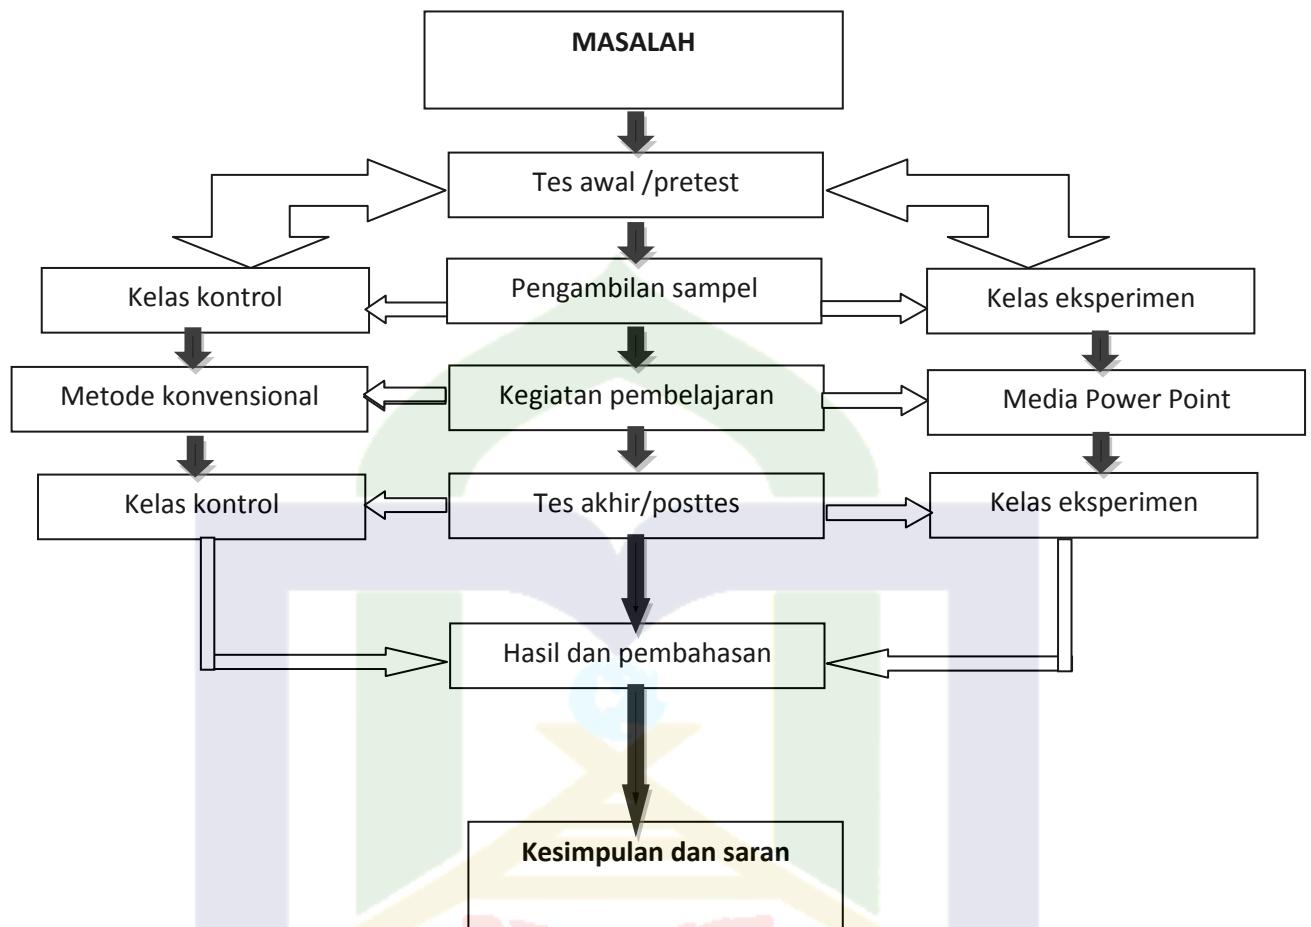 MASALAH
Tes awal /pretest
Kelas kontrol
Pengambilan sampel
Kelas eksperimen
Metode konvensional
Kegiatan pembelajaran
Media Power Point
Kelas kontrol
Tes akhir/posttes
Kelas eksperimen
Hasil dan pembahasan
Kesimpulan dan saran